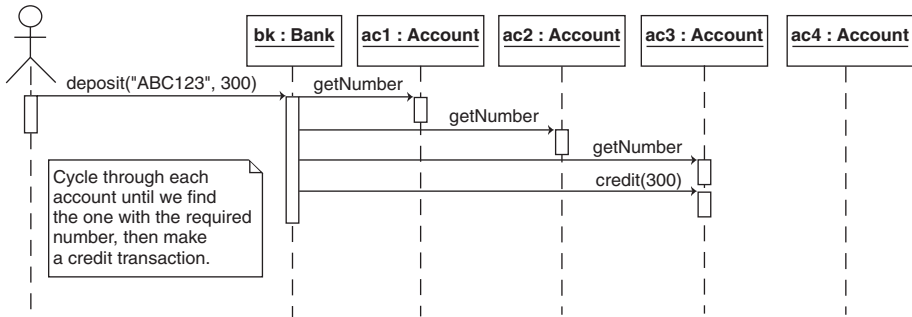 bk : Bank
ac1 : Account
ac2 : Account
ac3 : Account
ac4 : Account
deposit("ABC123", 300)
getNumber
getNumber
getNumber
credit(300)
Cycle through each
account until we find
the one with the required
number, then make
a credit transaction.